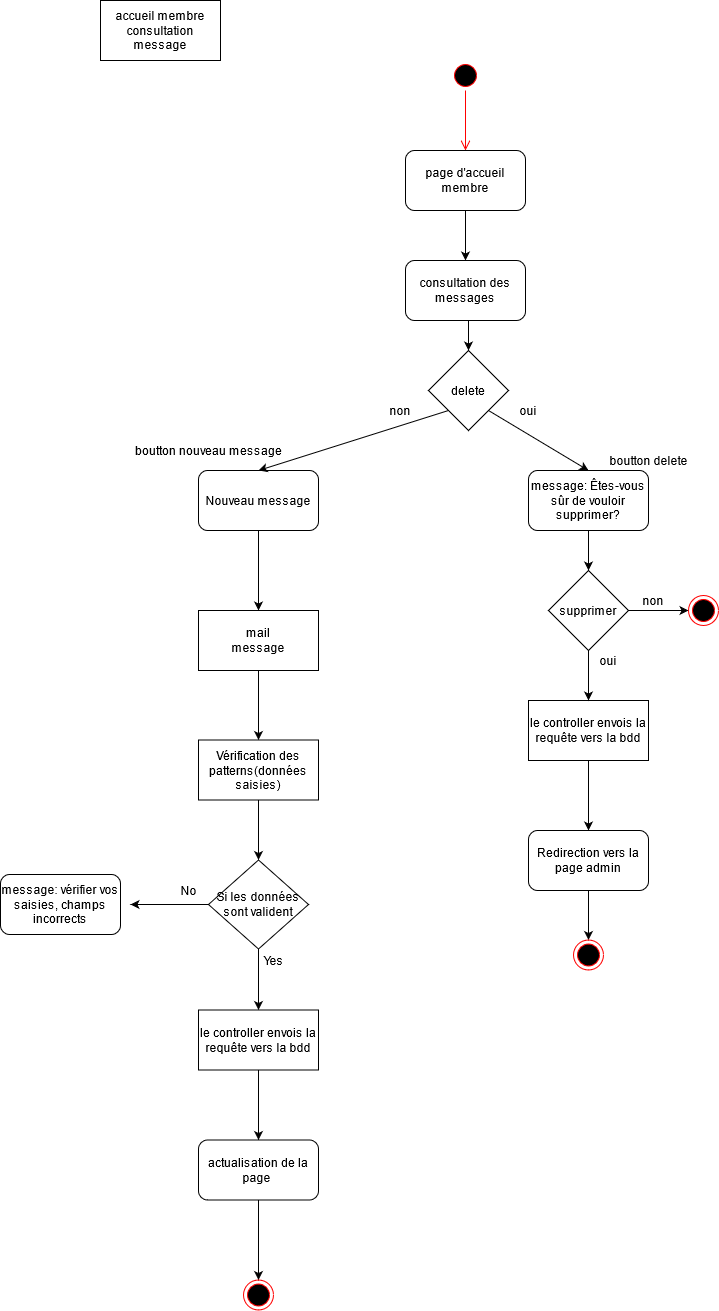 accueil membre
consultation
message
page d'accueil
membre
consultation des
messages
delete
non
oui
boutton nouveau message
boutton delete
Nouveau message
message: Êtes-vous
sûr de vouloir
supprimer?
supprimer
non
oui
mail
message
le controller envois la
requête vers la bdd
Vérification des
patterns(données
saisies)
Redirection vers la
page admin
Si les données
sont valident
No
message: vérifier vos
saisies, champs
incorrects
Yes
le controller envois la
requête vers la bdd
actualisation de la
page